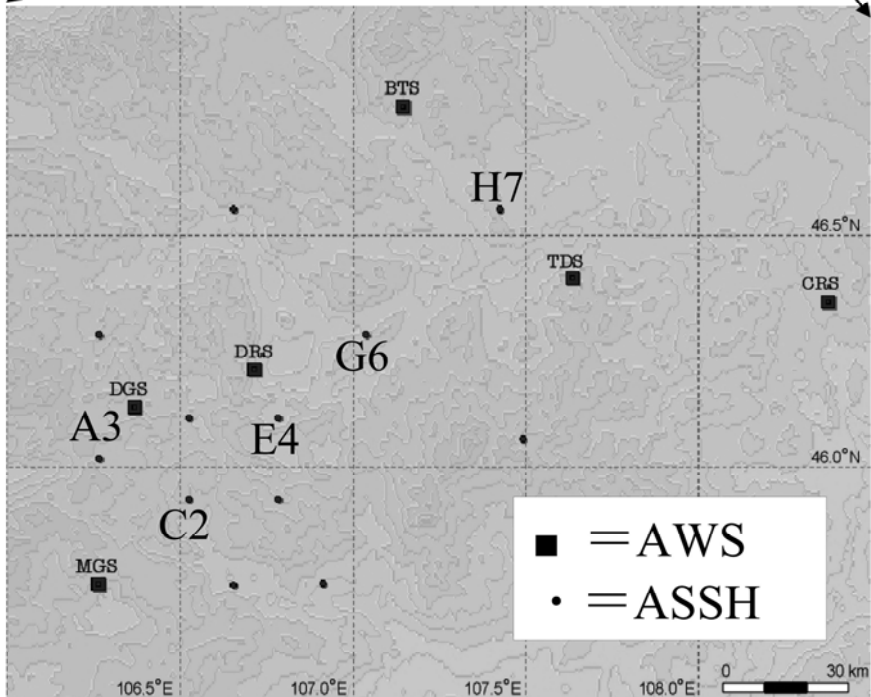 BTS
H7
46.5°N
TDS
CRS
DRS
G6
DGS
A3
E4
46.0°N
C2
=AWS
MGS
=ASSH
0 30 km
106.5°E 107.0°E 107.5°E 108.0°E